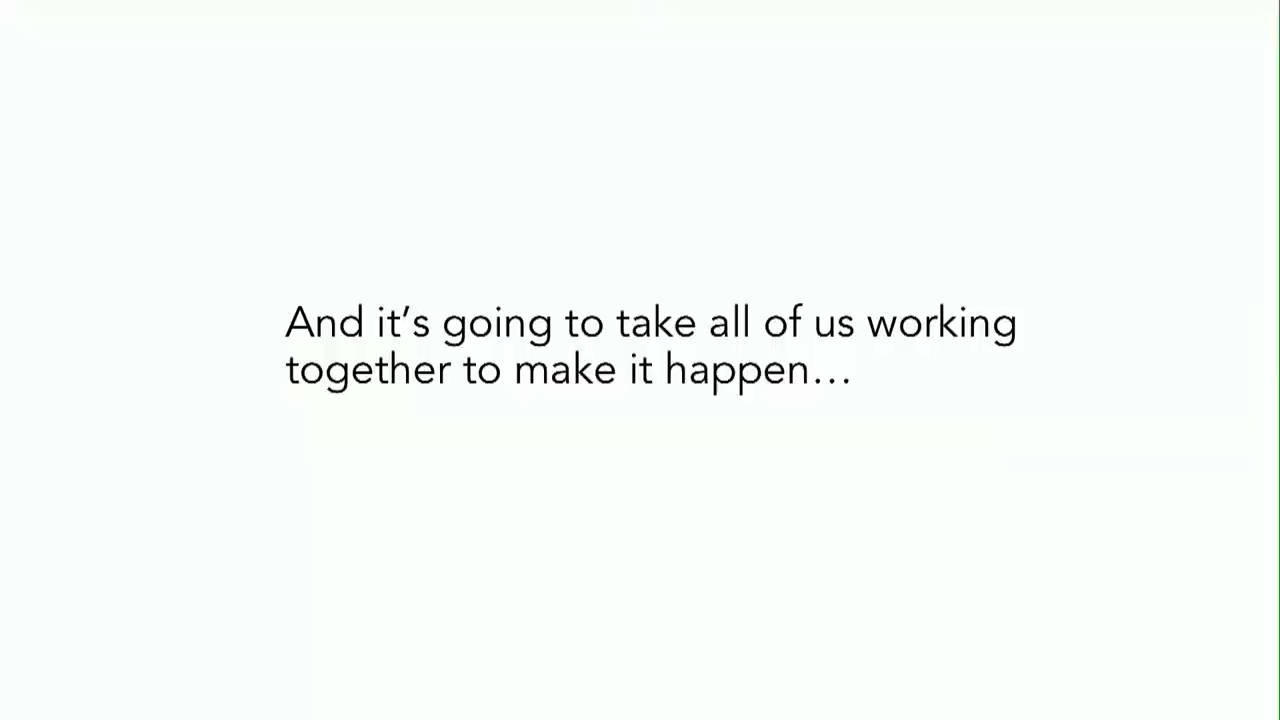 And it’s going to take all of us working
together to make it happen…